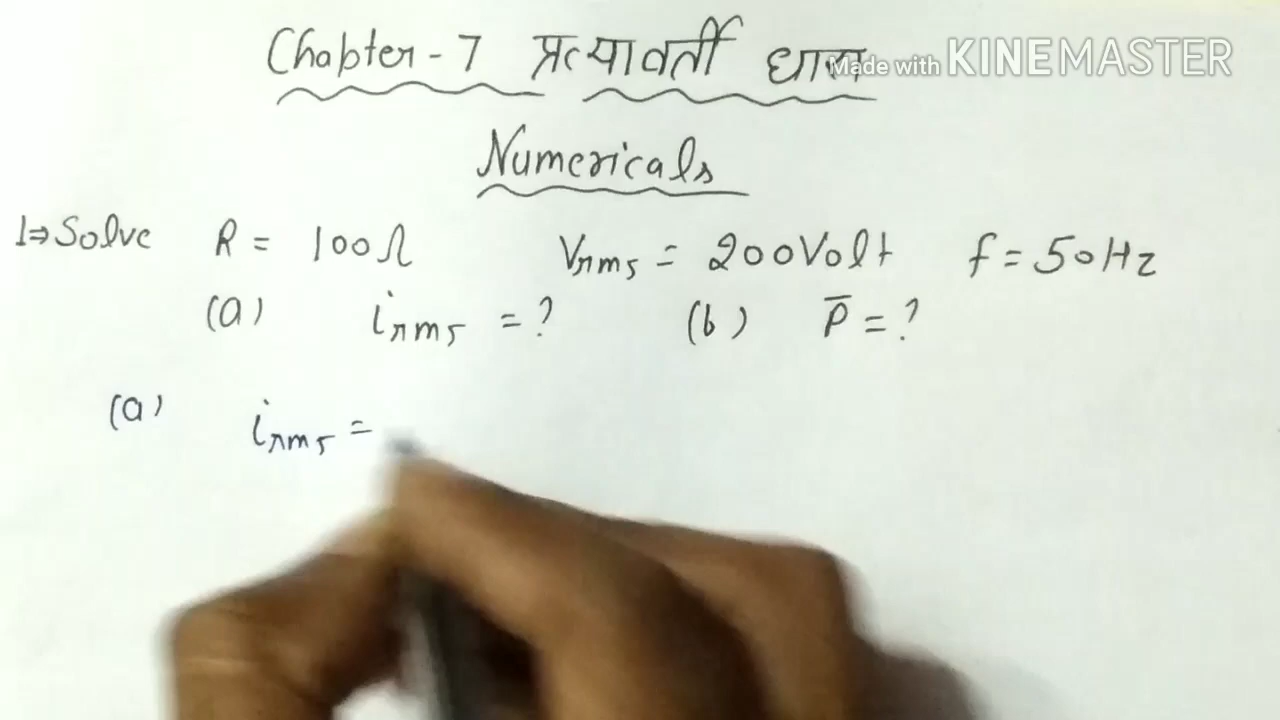 Chapter-7 प्रत्यावर्ती धारा
Made with KINEMASTER
Numericals
1⇒Solve R = 100Ω Vrms = 200Volt f = 50Hz
(a) irms = ? (b) P̅ = ?
(a) irms =